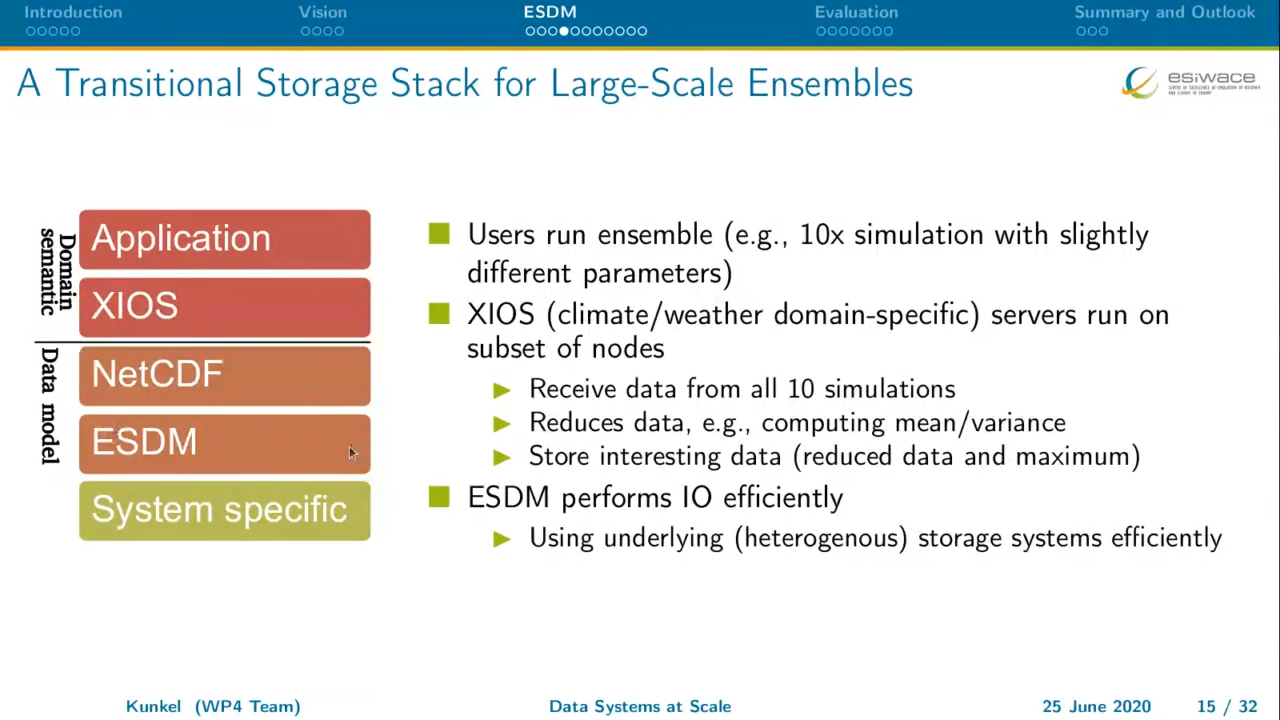 Introduction
Vision
ESDM
Evaluation
Summary and Outlook
A Transitional Storage Stack for Large-Scale Ensembles
esiwace
Domain
semantic
Application
XIOS
Data model
NetCDF
ESDM
System specific
Users run ensemble (e.g., 10x simulation with slightly
different parameters)
XIOS (climate/weather domain-specific) servers run on
subset of nodes
Receive data from all 10 simulations
Reduces data, e.g., computing mean/variance
Store interesting data (reduced data and maximum)
ESDM performs IO efficiently
Using underlying (heterogenous) storage systems efficiently
Kunkel (WP4 Team)
Data Systems at Scale
25 June 2020
15 / 32